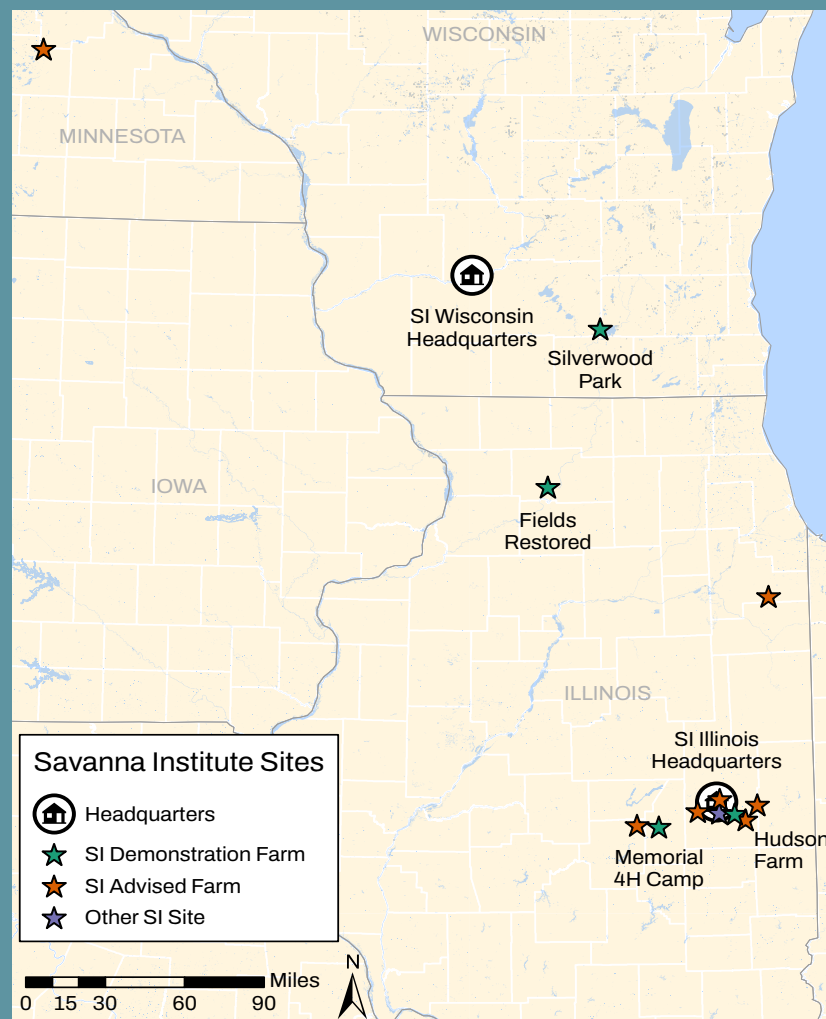 WISCONSIN
MINNESOTA
SI Wisconsin
Headquarters
Silverwood
Park
IOWA
Fields
Restored
ILLINOIS
SI Illinois
Headquarters
Hudson
Farm
Memorial
4H Camp
Savanna Institute Sites
Headquarters
SI Demonstration Farm
SI Advised Farm
Other SI Site
N
Miles
0 15 30 60 90